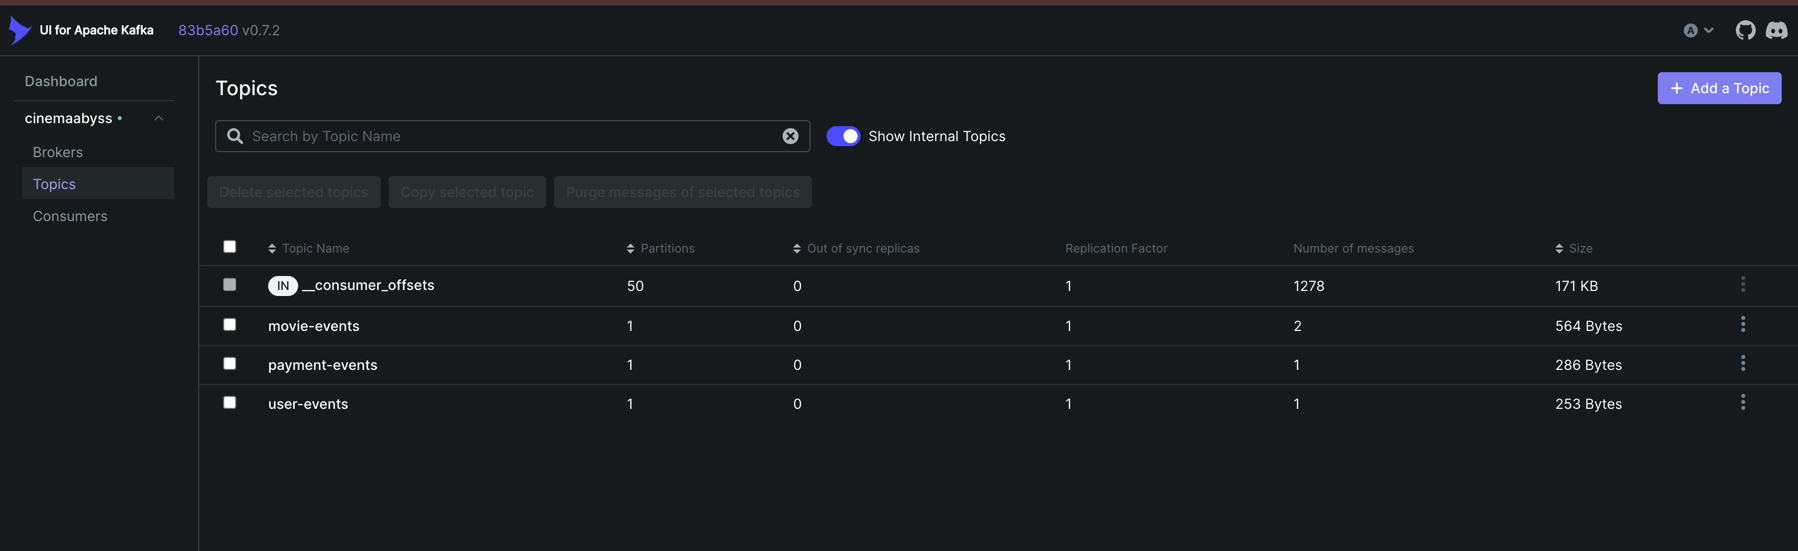 UI for Apache Kafka 83b5a60 v0.7.2 A
Dashboard
cinemaabyss
Brokers
Topics
Consumers
Topics
+ Add a Topic
Search by Topic Name
Show Internal Topics
Delete selected topics Copy selected topic Purge messages of selected topics
Topic Name Partitions Out of sync replicas Replication Factor Number of messages Size
IN __consumer_offsets 50 0 1 1278 171 KB
movie-events 1 0 1 2 564 Bytes
payment-events 1 0 1 1 286 Bytes
user-events 1 0 1 1 253 Bytes